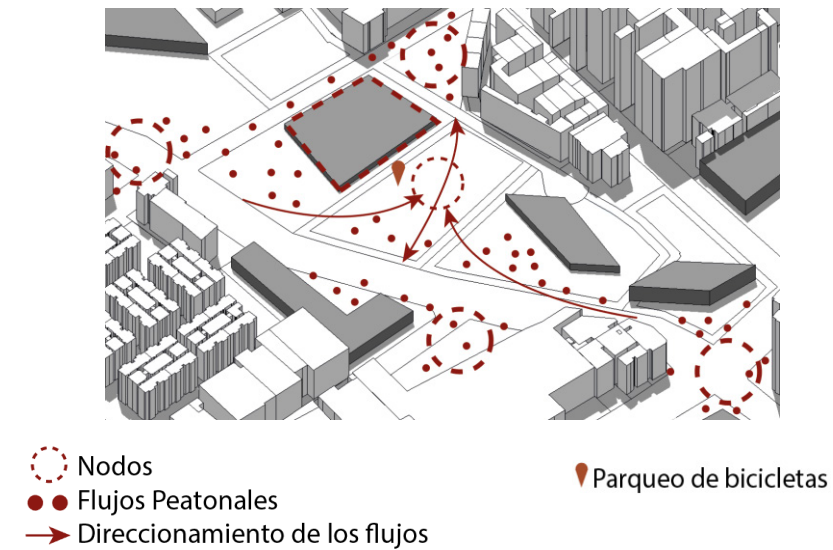 Nodos
Flujos Peatonales
Direccionamiento de los flujos
Parqueo de bicicletas